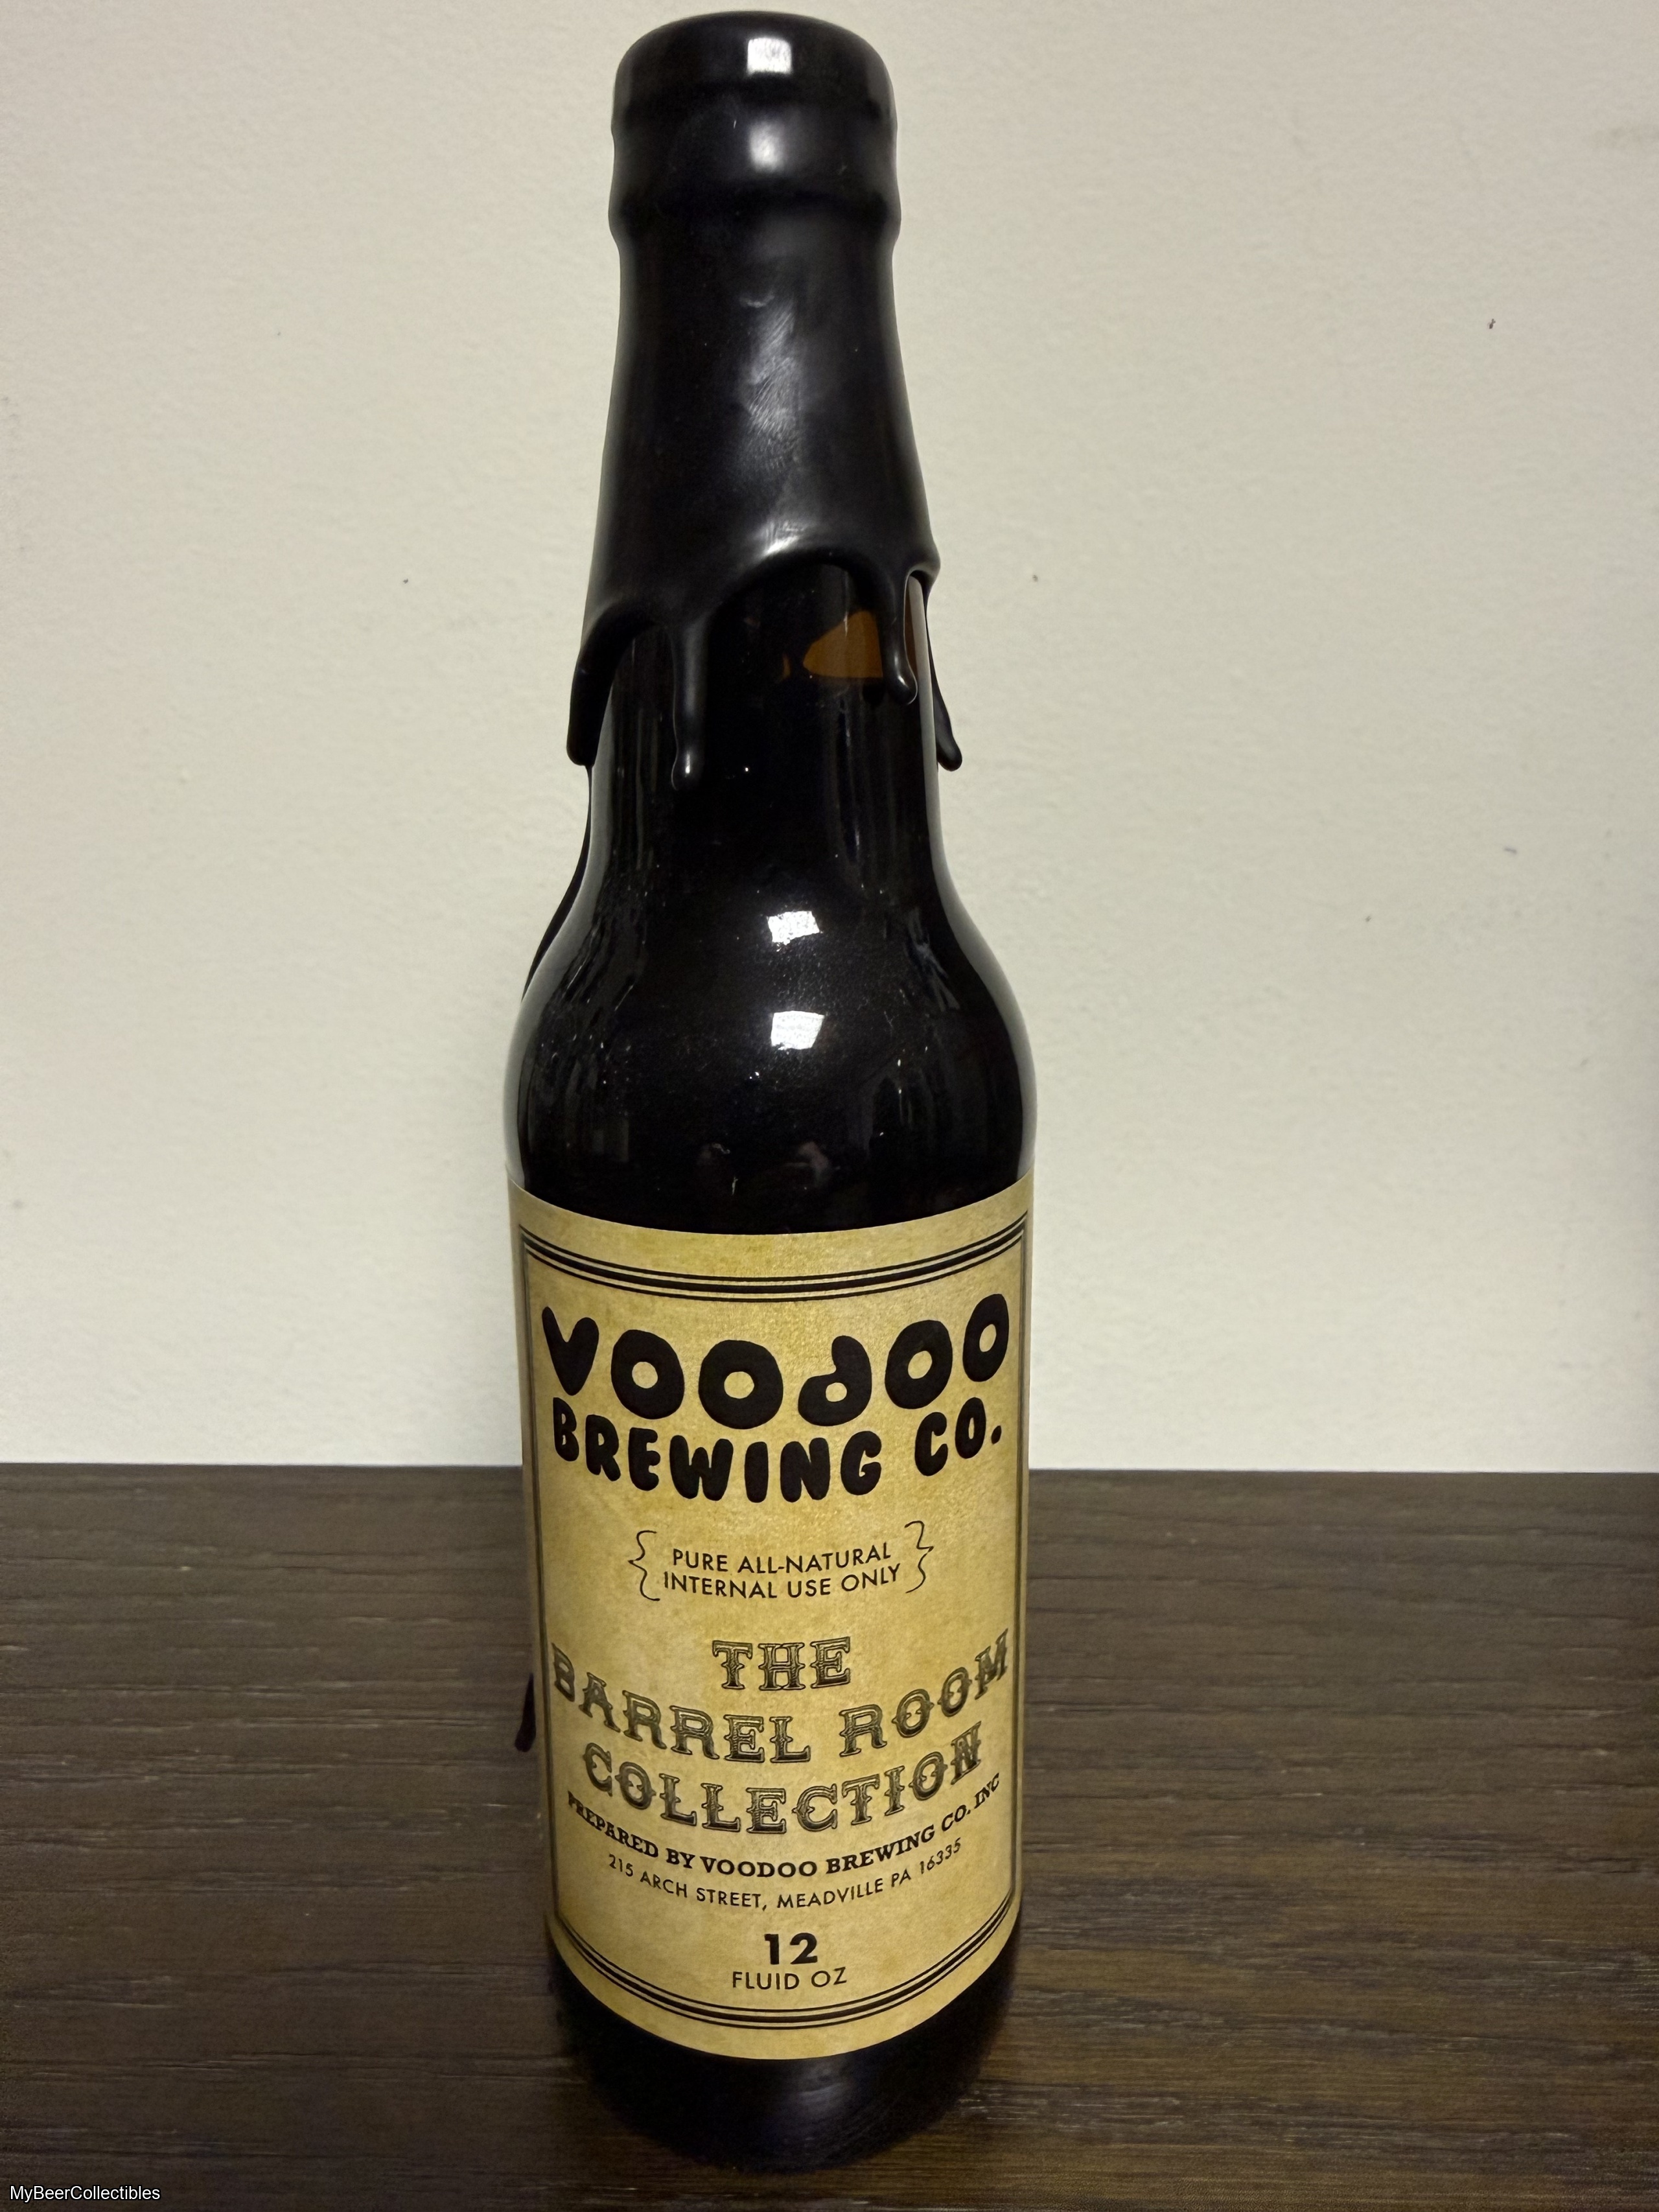 VOODOO
BREWING CO.
PURE ALL-NATURAL
INTERNAL USE ONLY
THE
BARREL ROOM
COLLECTION
PREPARED BY VOODOO BREWING CO. INC
215 ARCH STREET, MEADVILLE PA 16335
12
FLUID OZ
MyBeerCollectibles